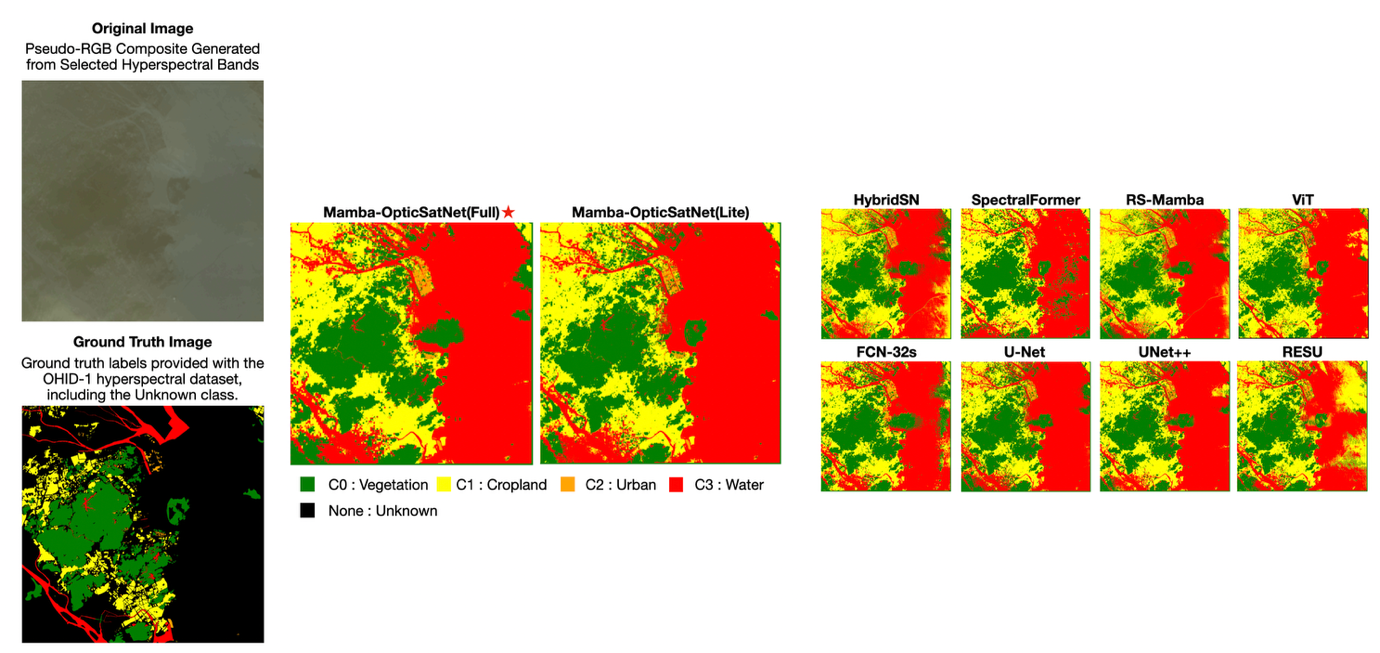 Original Image
Pseudo-RGB Composite Generated
from Selected Hyperspectral Bands
Ground Truth Image
Ground truth labels provided with the
OHID-1 hyperspectral dataset,
including the Unknown class.
Mamba-OpticSatNet(Full)★
Mamba-OpticSatNet(Lite)
C0 : Vegetation
C1 : Cropland
C2 : Urban
C3 : Water
None : Unknown
HybridSN
SpectralFormer
RS-Mamba
ViT
FCN-32s
U-Net
UNet++
RESU